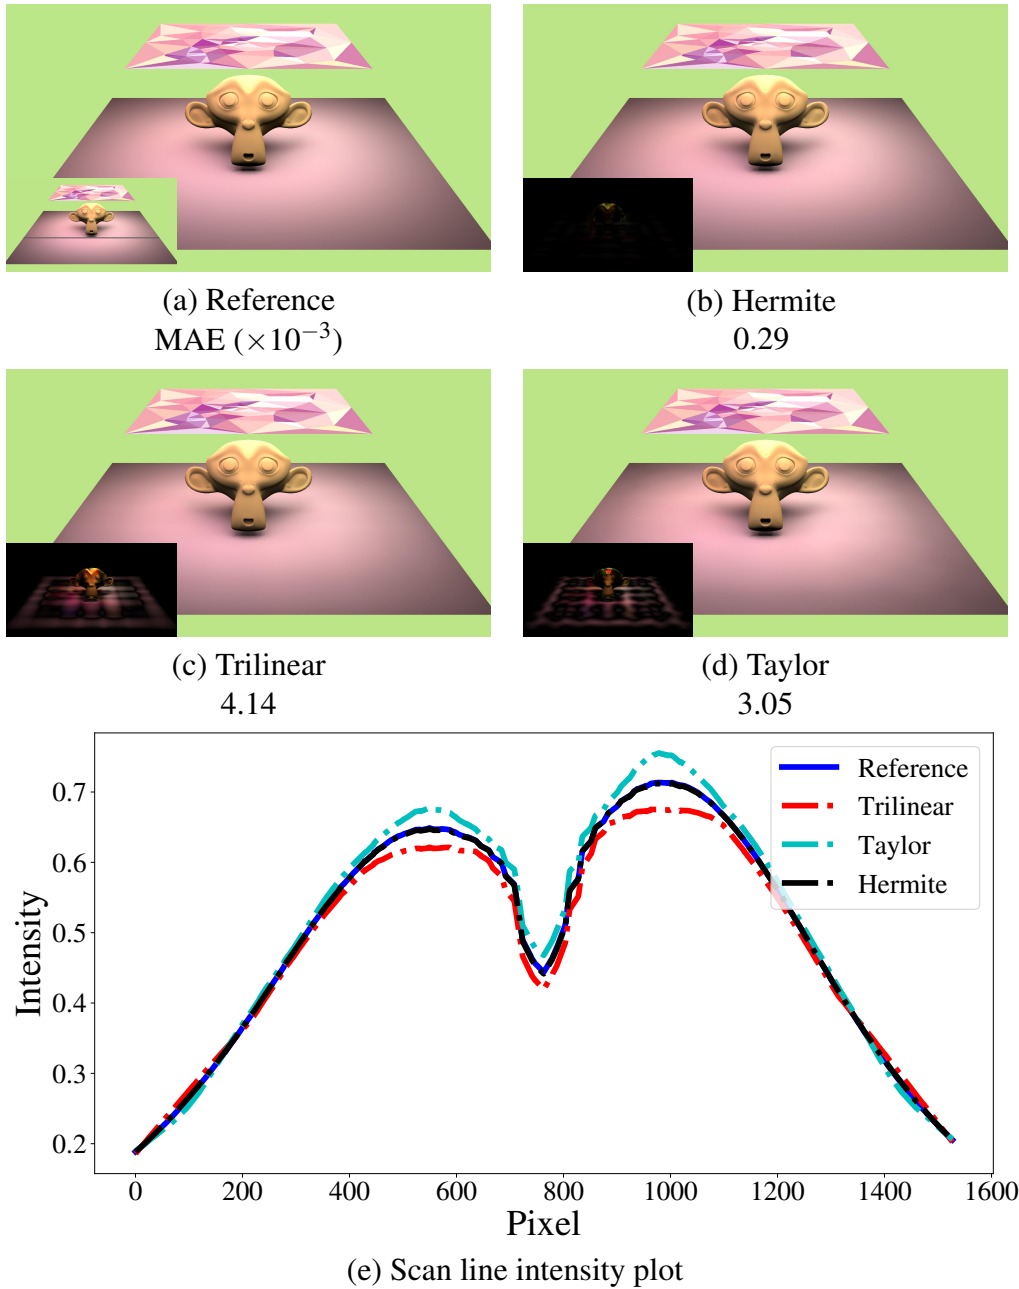 (a) Reference
MAE (×10⁻³)
(b) Hermite
0.29
(c) Trilinear
4.14
(d) Taylor
3.05
Intensity
0.7
0.6
0.5
0.4
0.3
0.2
Reference
Trilinear
Taylor
Hermite
0 200 400 600 800 1000 1200 1400 1600
Pixel
(e) Scan line intensity plot